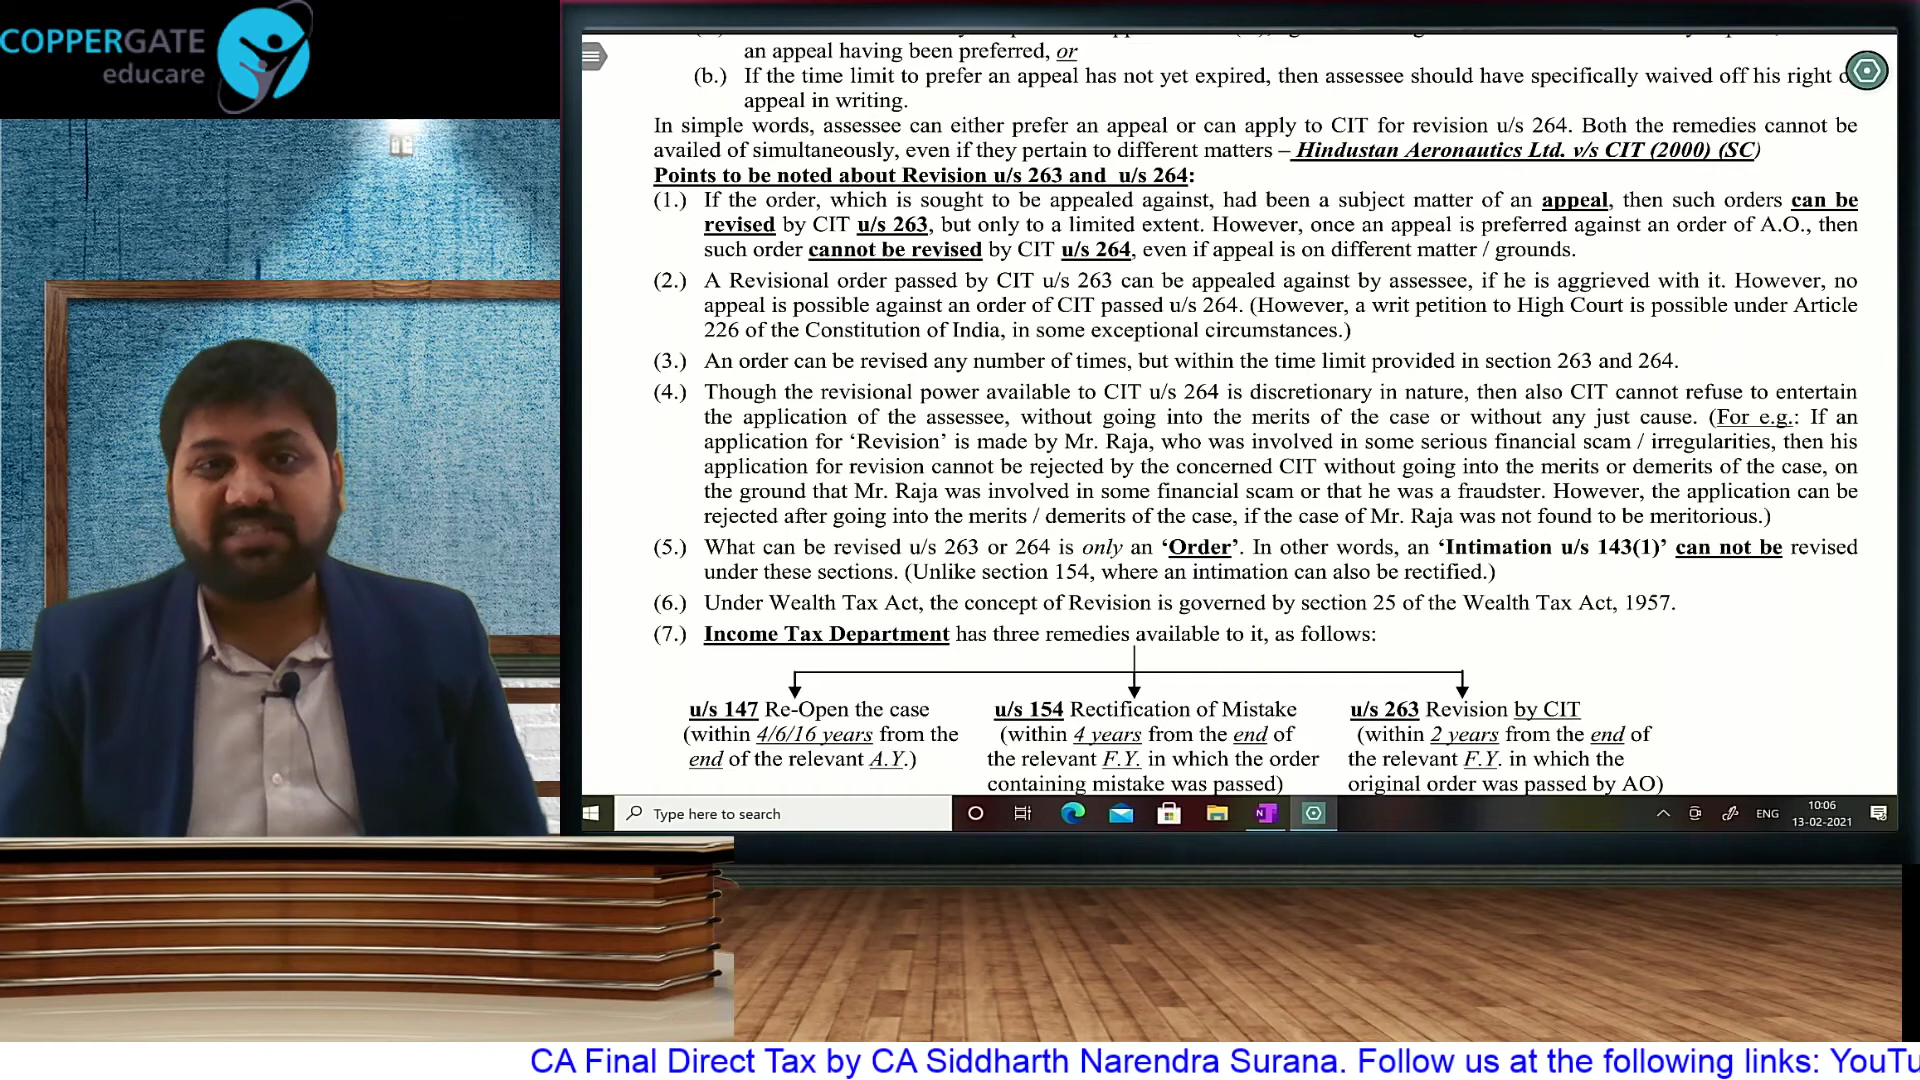 COPPERGATE
educare
an appeal having been preferred, or
(b.) If the time limit to prefer an appeal has not yet expired, then assessee should have specifically waived off his right
appeal in writing.
In simple words, assessee can either prefer an appeal or can apply to CIT for revision u/s 264. Both the remedies cannot be
availed of simultaneously, even if they pertain to different matters – Hindustan Aeronautics Ltd. v/s CIT (2000) (SC)
Points to be noted about Revision u/s 263 and u/s 264:
(1.) If the order, which is sought to be appealed against, had been a subject matter of an appeal, then such orders can be
revised by CIT u/s 263, but only to a limited extent. However, once an appeal is preferred against an order of A.O., then
such order cannot be revised by CIT u/s 264, even if appeal is on different matter / grounds.
(2.) A Revisional order passed by CIT u/s 263 can be appealed against by assessee, if he is aggrieved with it. However, no
appeal is possible against an order of CIT passed u/s 264. (However, a writ petition to High Court is possible under Article
226 of the Constitution of India, in some exceptional circumstances.)
(3.) An order can be revised any number of times, but within the time limit provided in section 263 and 264.
(4.) Though the revisional power available to CIT u/s 264 is discretionary in nature, then also CIT cannot refuse to entertain
the application of the assessee, without going into the merits of the case or without any just cause. (For e.g.: If an
application for ‘Revision’ is made by Mr. Raja, who was involved in some serious financial scam / irregularities, then his
application for revision cannot be rejected by the concerned CIT without going into the merits or demerits of the case, on
the ground that Mr. Raja was involved in some financial scam or that he was a fraudster. However, the application can be
rejected after going into the merits / demerits of the case, if the case of Mr. Raja was not found to be meritorious.)
(5.) What can be revised u/s 263 or 264 is only an ‘Order’. In other words, an ‘Intimation u/s 143(1)’ can not be revised
under these sections. (Unlike section 154, where an intimation can also be rectified.)
(6.) Under Wealth Tax Act, the concept of Revision is governed by section 25 of the Wealth Tax Act, 1957.
(7.) Income Tax Department has three remedies available to it, as follows:
u/s 147 Re-Open the case
(within 4/6/16 years from the
end of the relevant A.Y.)
u/s 154 Rectification of Mistake
(within 4 years from the end of
the relevant F.Y. in which the order
containing mistake was passed)
u/s 263 Revision by CIT
(within 2 years from the end of
the relevant F.Y. in which the
original order was passed by AO)
Type here to search
ENG
10:06
13-02-2021
CA Final Direct Tax by CA Siddharth Narendra Surana. Follow us at the following links: YouTu